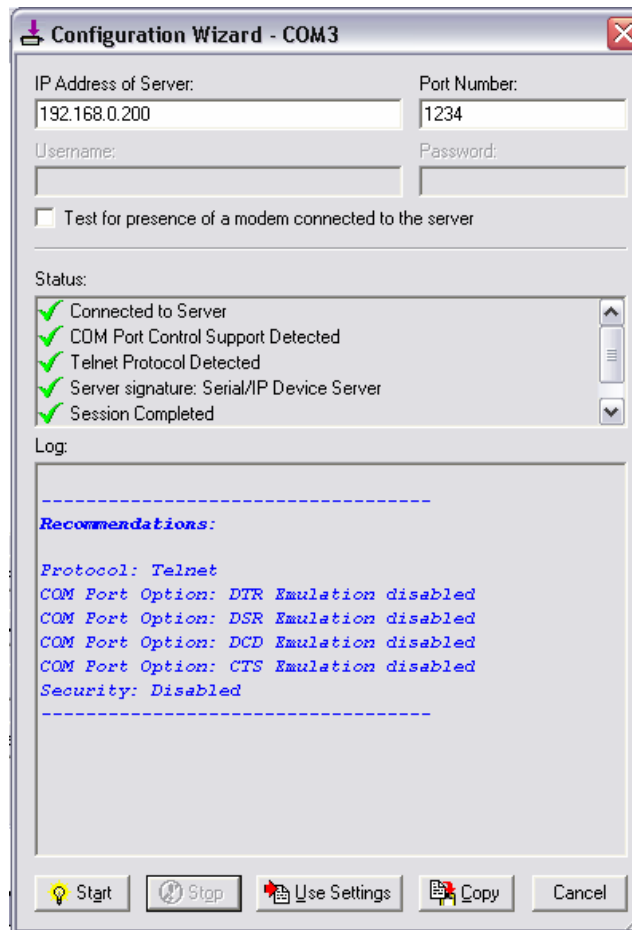 Configuration Wizard - COM3
IP Address of Server: Port Number:
192.168.0.200 1234
Username: Password:
Test for presence of a modem connected to the server
Status:
Connected to Server
COM Port Control Support Detected
Telnet Protocol Detected
Server signature: Serial/IP Device Server
Session Completed
Log:
-----------------------------------
Recommendations:
Protocol: Telnet
COM Port Option: DTR Emulation disabled
COM Port Option: DSR Emulation disabled
COM Port Option: DCD Emulation disabled
COM Port Option: CTS Emulation disabled
Security: Disabled
-----------------------------------
Start Stop Use Settings Copy Cancel